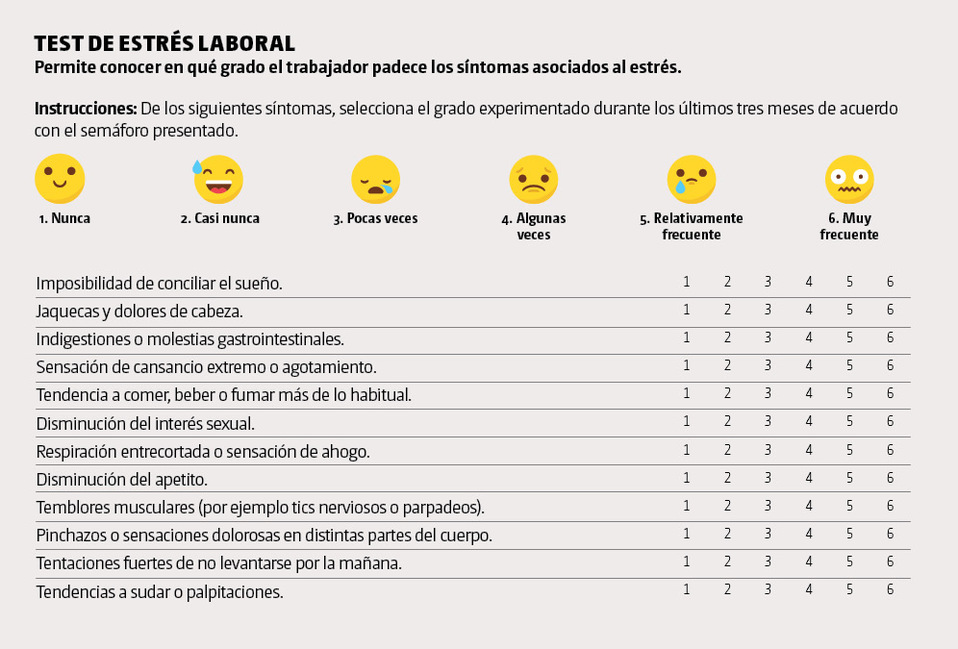 TEST DE ESTRÉS LABORAL
Permite conocer en qué grado el trabajador padece los síntomas asociados al estrés.
Instrucciones: De los siguientes síntomas, selecciona el grado experimentado durante los últimos tres meses de acuerdo
con el semáforo presentado.
1. Nunca 2. Casi nunca 3. Pocas veces 4. Algunas veces 5. Relativamente frecuente 6. Muy frecuente
Imposibilidad de conciliar el sueño. 1 2 3 4 5 6
Jaquecas y dolores de cabeza. 1 2 3 4 5 6
Indigestiones o molestias gastrointestinales. 1 2 3 4 5 6
Sensación de cansancio extremo o agotamiento. 1 2 3 4 5 6
Tendencia a comer, beber o fumar más de lo habitual. 1 2 3 4 5 6
Disminución del interés sexual. 1 2 3 4 5 6
Respiración entrecortada o sensación de ahogo. 1 2 3 4 5 6
Disminución del apetito. 1 2 3 4 5 6
Temblores musculares (por ejemplo tics nerviosos o parpadeos). 1 2 3 4 5 6
Pinchazos o sensaciones dolorosas en distintas partes del cuerpo. 1 2 3 4 5 6
Tentaciones fuertes de no levantarse por la mañana. 1 2 3 4 5 6
Tendencias a sudar o palpitaciones. 1 2 3 4 5 6